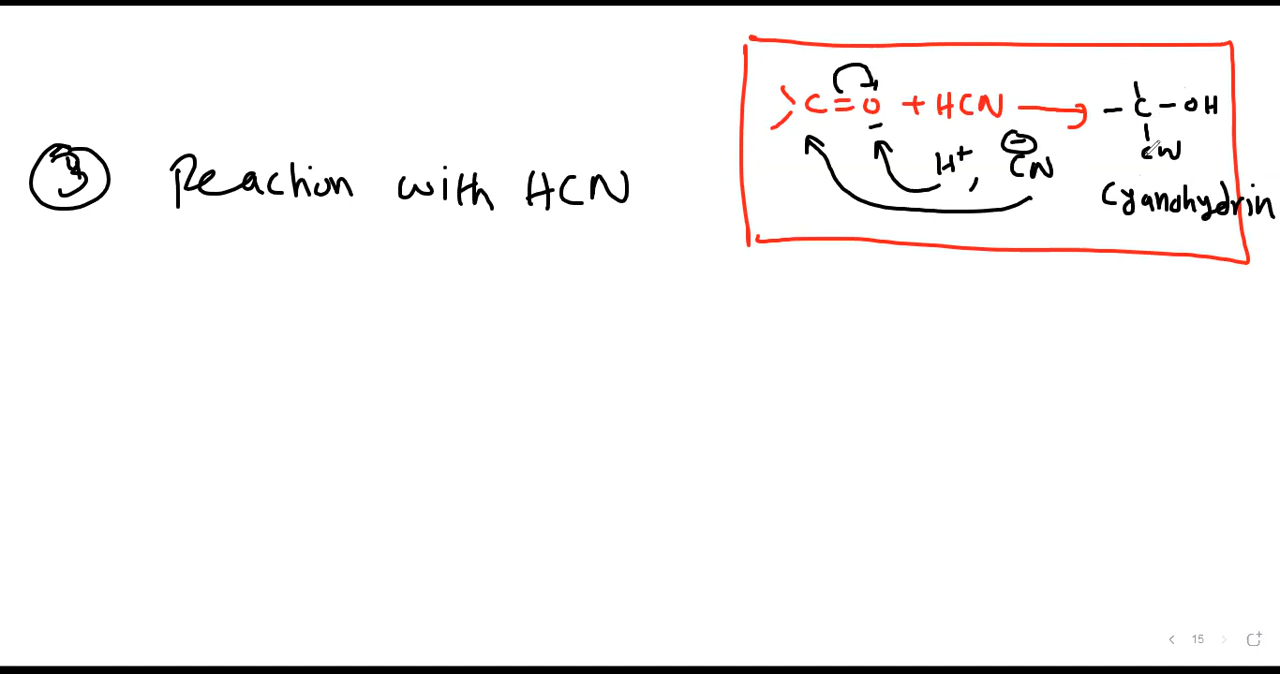 ③ Reaction with HCN
>C=O + HCN → -C-OH
H⁺, ⊖CN
CN
Cyanohydrin
< 15 >